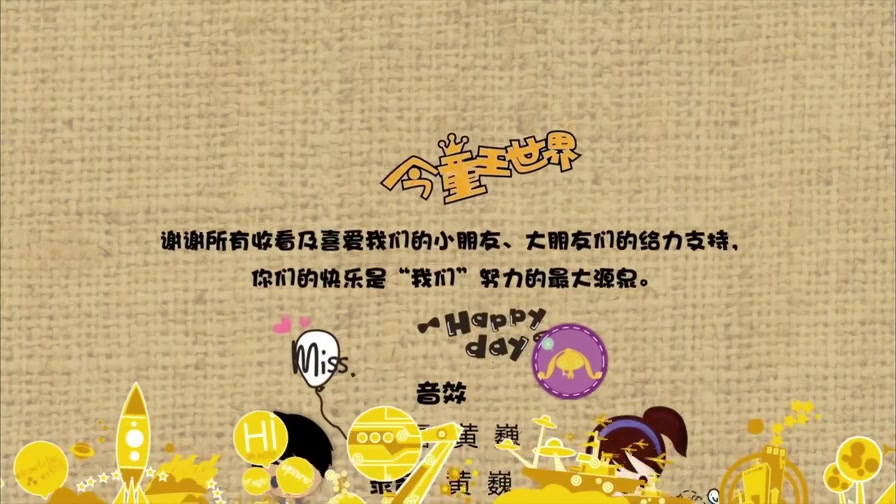 今童王世界
谢谢所有收看及喜爱我们的小朋友、大朋友们的给力支持，
你们的快乐是“我们”努力的最大源泉。
Happy
day
Miss.
音效
黄 巍
Hi
黄 巍